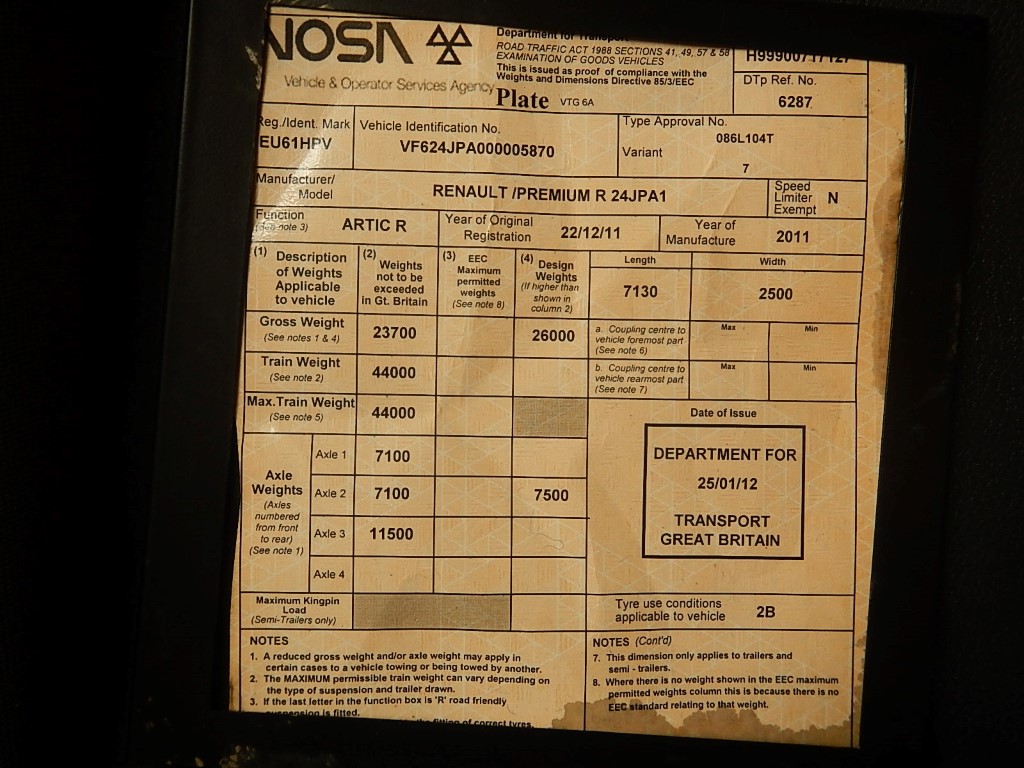 VOSA
Vehicle & Operator Services Agency
Department for Transport
ROAD TRAFFIC ACT 1988 SECTIONS 41, 49, 57 & 58
EXAMINATION OF GOODS VEHICLES
This is issued as proof of compliance with the
Weights and Dimensions Directive 85/3/EEC
Plate VTG 6A
DTp Ref. No.
6287
Reg./Ident. Mark
EU61HPV
Vehicle Identification No.
VF624JPA000005870
Type Approval No.
086L104T
Variant
7
Manufacturer/
Model
RENAULT /PREMIUM R 24JPA1
Speed
Limiter
Exempt
N
Function
(See note 3)
ARTIC R
Year of Original
Registration
22/12/11
Year of
Manufacture
2011
(1) Description
of Weights
Applicable
to vehicle
(2) Weights
not to be
exceeded
in Gt. Britain
(3) EEC
Maximum
permitted
weights
(See note 8)
(4) Design
Weights
(If higher than
shown in
column 2)
Length
7130
Width
2500
Gross Weight
(See notes 1 & 4)
23700
26000
a. Coupling centre to
vehicle foremost part
(See note 6)
Max
Min
Train Weight
(See note 2)
44000
b. Coupling centre to
vehicle rearmost part
(See note 7)
Max
Min
Max.Train Weight
(See note 5)
44000
Date of Issue
DEPARTMENT FOR
25/01/12
TRANSPORT
GREAT BRITAIN
Axle
Weights
(Axles
numbered
from front
to rear)
(See note 1)
Axle 1
7100
Axle 2
7100
7500
Axle 3
11500
Axle 4
Maximum Kingpin
Load
(Semi-Trailers only)
Tyre use conditions
applicable to vehicle
2B
NOTES
1. A reduced gross weight and/or axle weight may apply in
certain cases to a vehicle towing or being towed by another.
2. The MAXIMUM permissible train weight can vary depending on
the type of suspension and trailer drawn.
3. If the last letter in the function box is 'R' road friendly
suspension is fitted.
the fitting of correct tyres.
NOTES (Cont'd)
7. This dimension only applies to trailers and
semi - trailers.
8. Where there is no weight shown in the EEC maximum
permitted weights column this is because there is no
EEC standard relating to that weight.